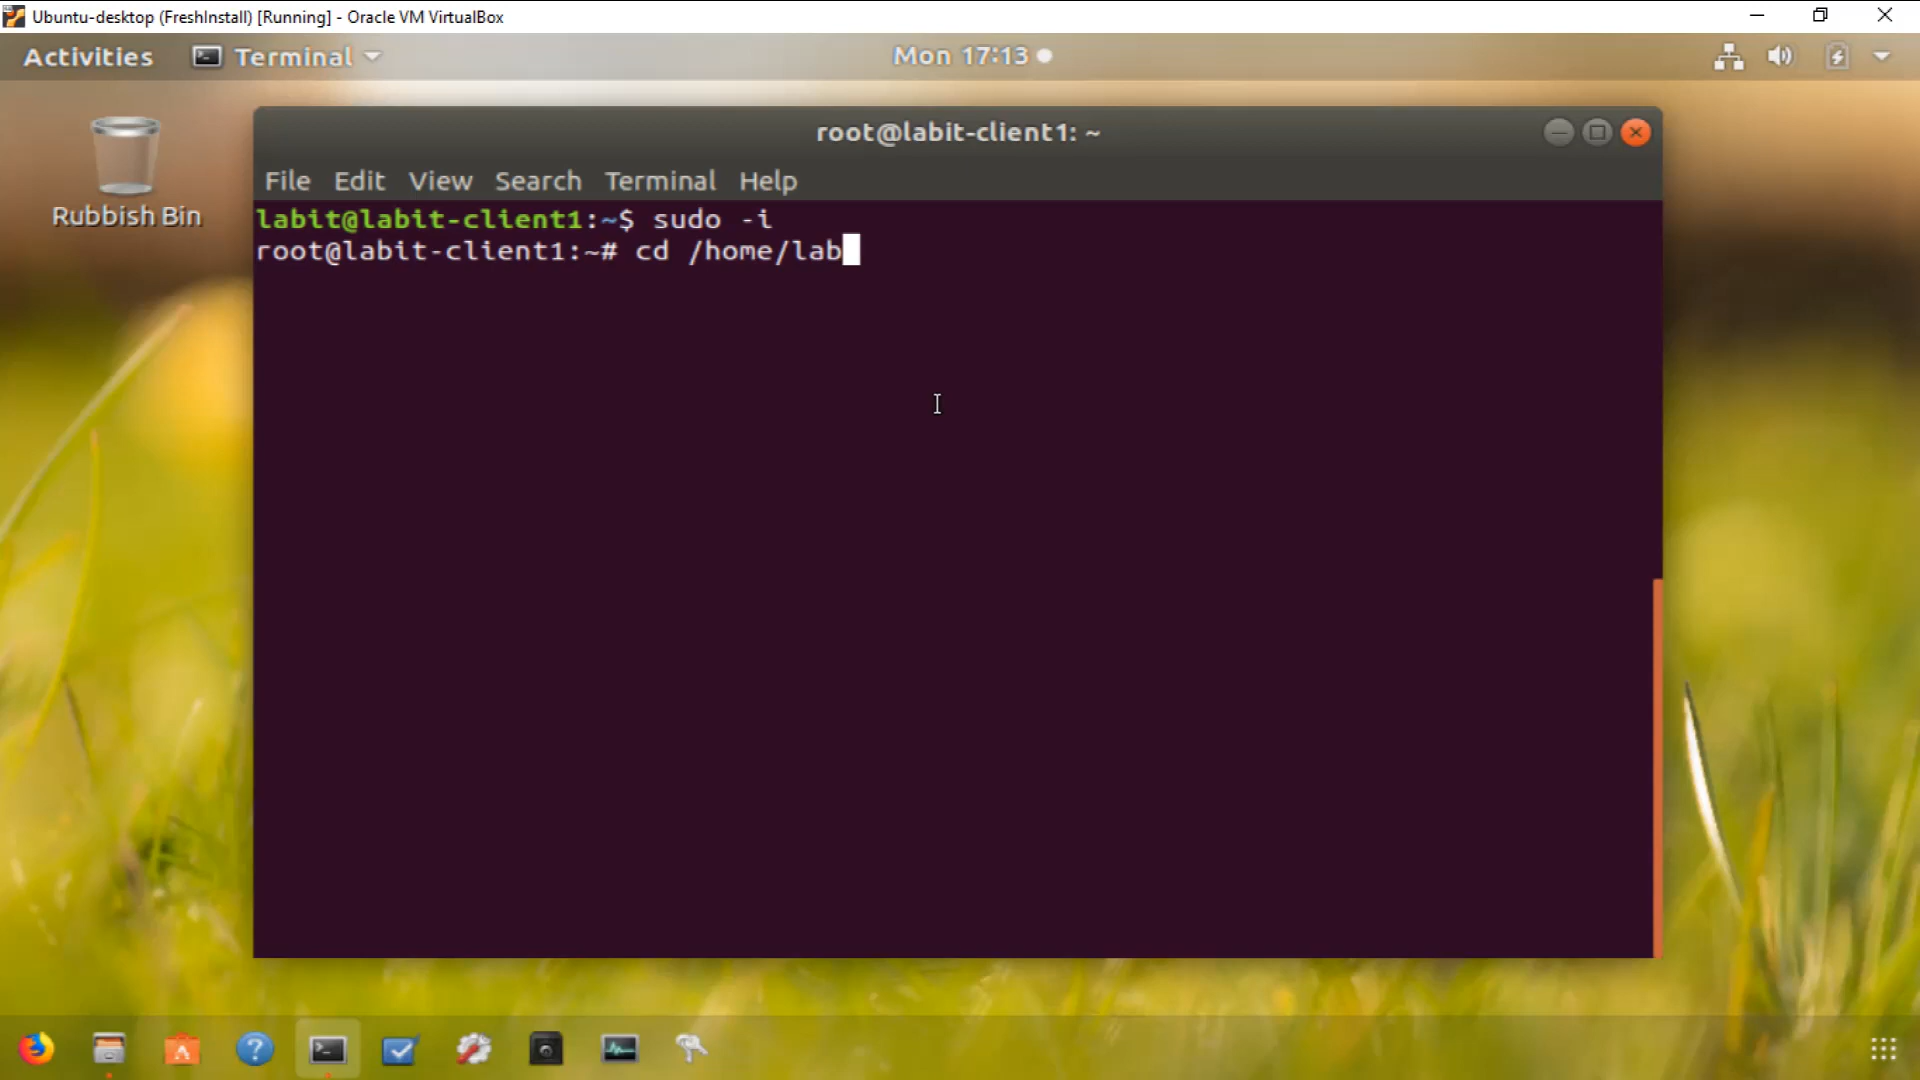 Ubuntu-desktop (FreshInstall) [Running] - Oracle VM VirtualBox
Activities Terminal Mon 17:13
Rubbish Bin
root@labit-client1: ~
File Edit View Search Terminal Help
labit@labit-client1:~$ sudo -i
root@labit-client1:~# cd /home/lab